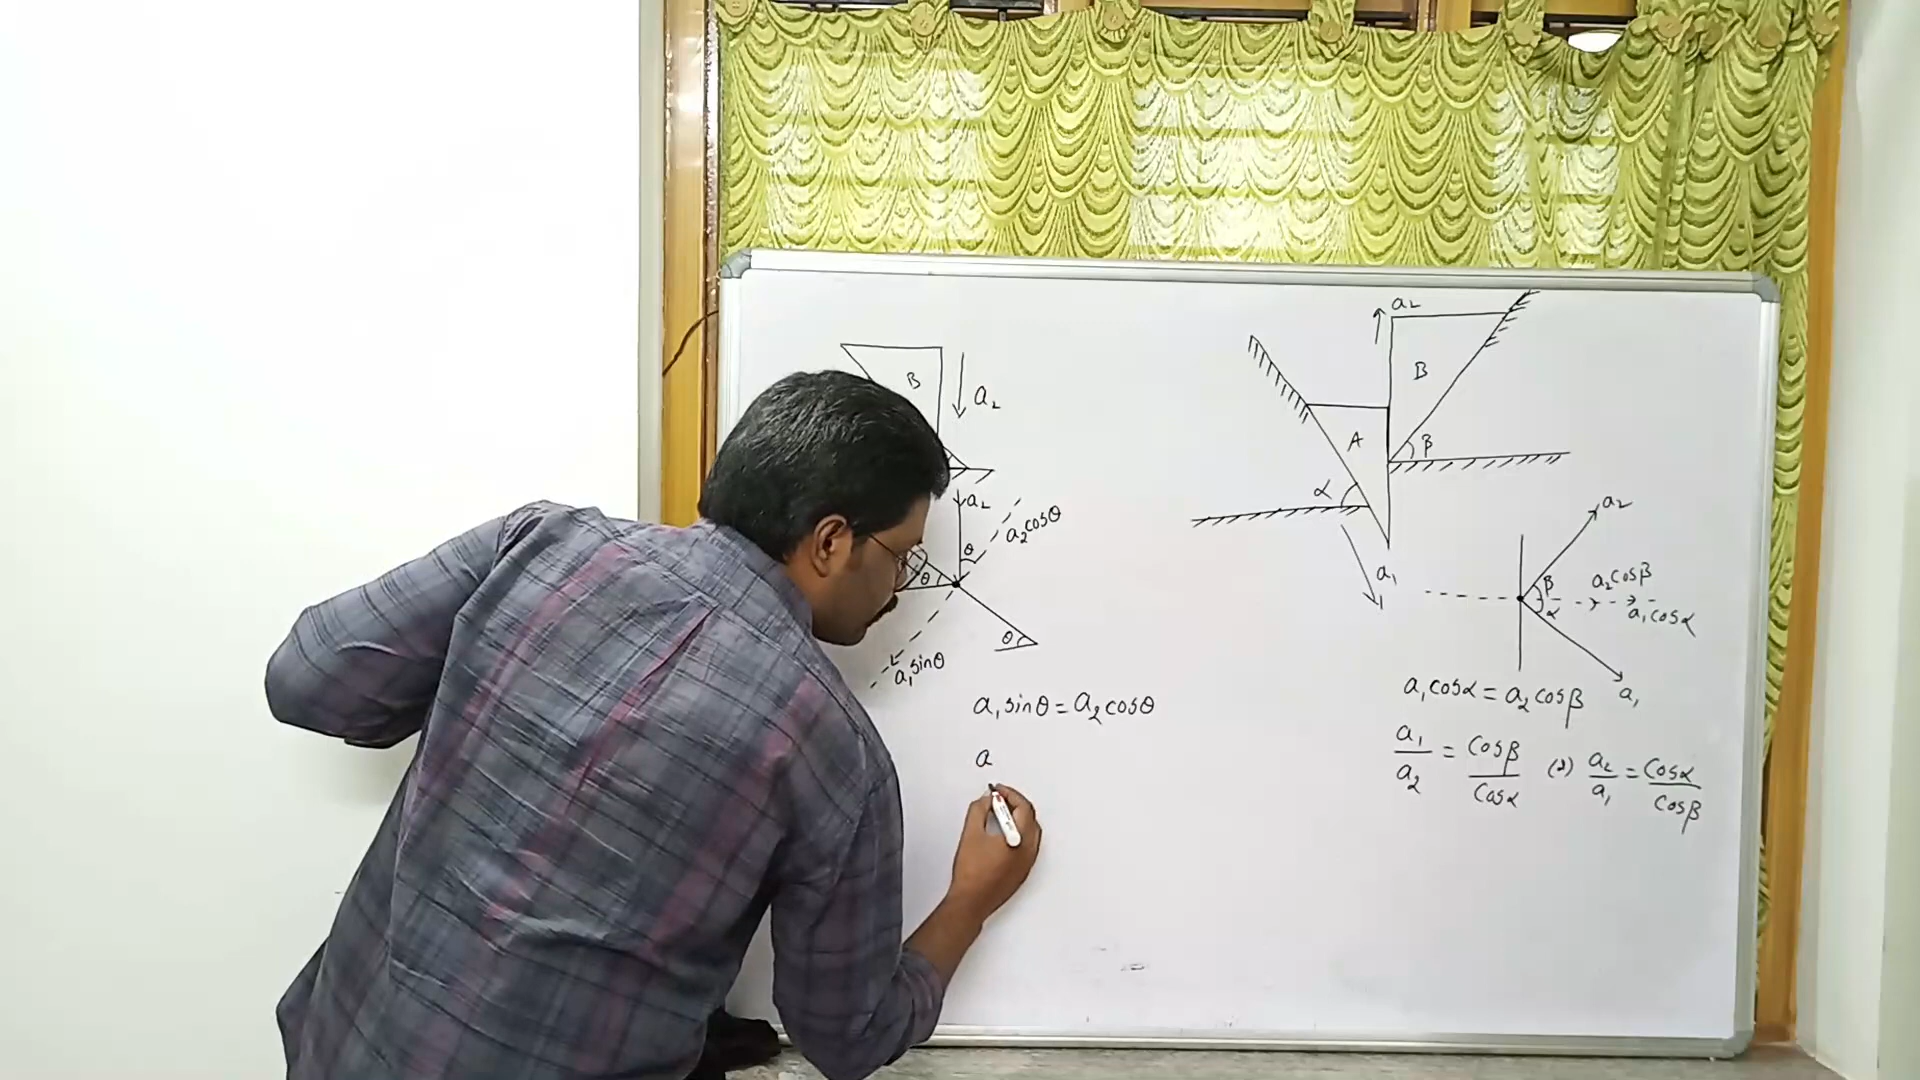 B
a₂
a₂
θ
a₂cosθ
θ
θ
a₁sinθ
a₁sinθ = a₂cosθ
a
a₂
B
A
β
α
a₁
a₂
β
α
a₂cosβ
a₁cosα
a₁
a₁cosα = a₂cosβ
a₁/a₂ = cosβ/cosα a₂/a₁ = cosα/cosβ